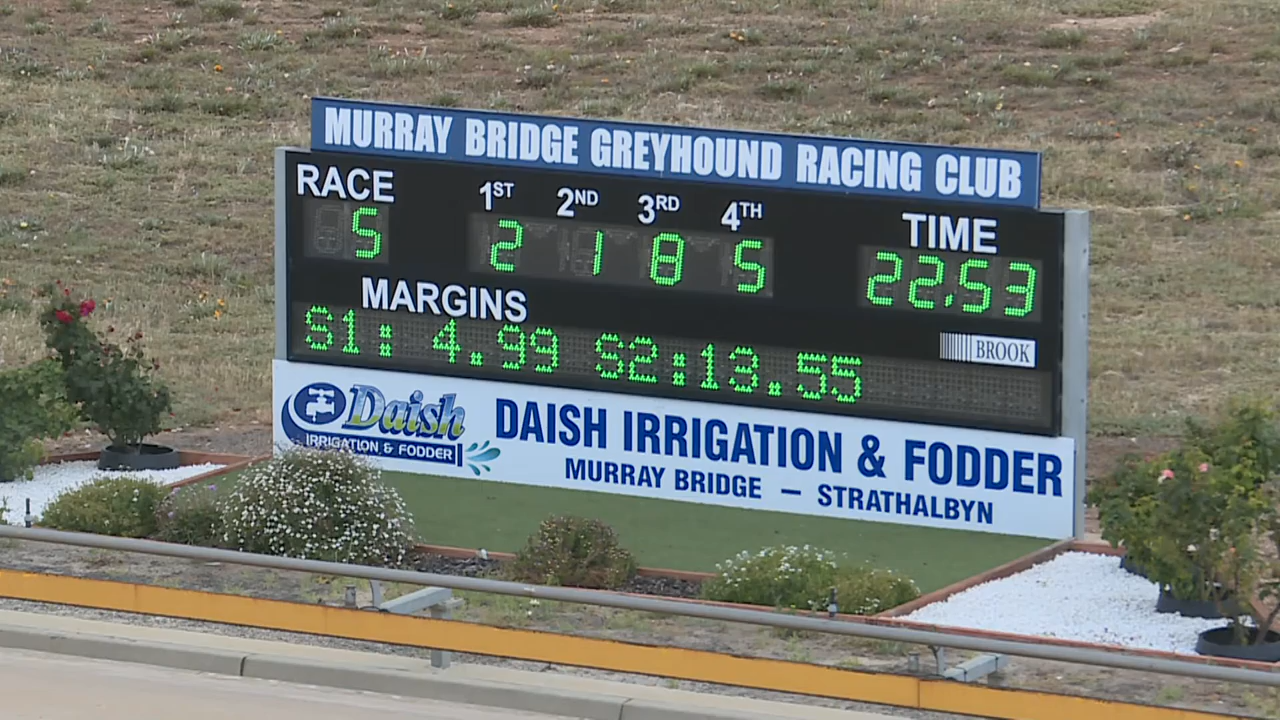 MURRAY BRIDGE GREYHOUND RACING CLUB
RACE 1ST 2ND 3RD 4TH TIME
5 2 1 8 5 22.53
MARGINS
S1: 4.99 S2:13.55
BROOK
Daish
IRRIGATION & FODDER
DAISH IRRIGATION & FODDER
MURRAY BRIDGE – STRATHALBYN